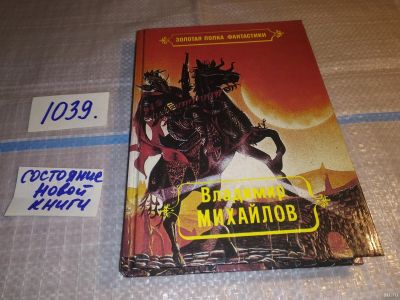 ЗОЛОТАЯ ПОЛКА ФАНТАСТИКИ
1039.
состояние
новой
книги
Владимир
МИХАЙЛОВ